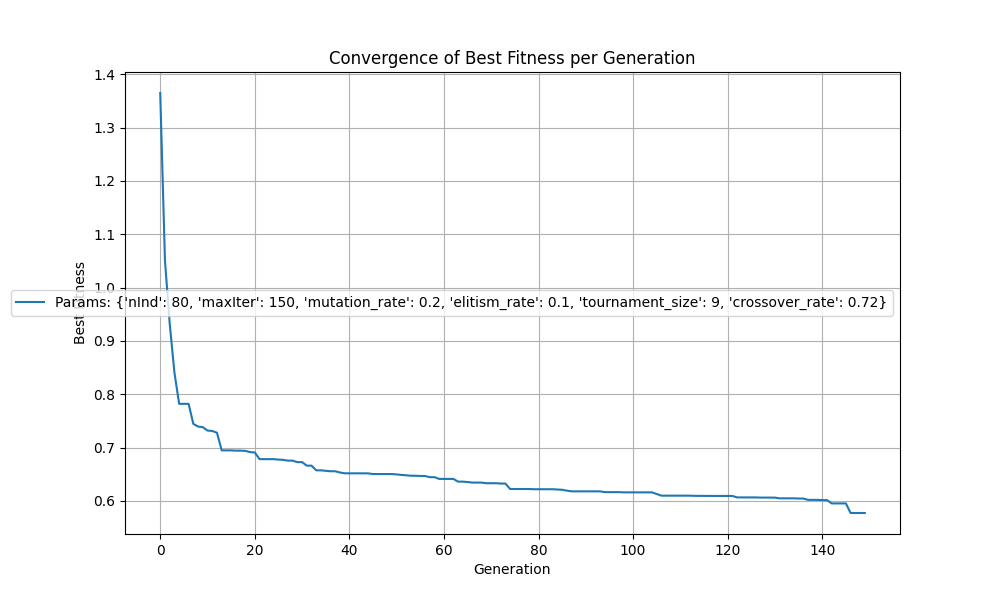 Convergence of Best Fitness per Generation
1.4
1.3
1.2
1.1
1.0
0.9
0.8
0.7
0.6
Best
Params: {'nInd': 80, 'maxIter': 150, 'mutation_rate': 0.2, 'elitism_rate': 0.1, 'tournament_size': 9, 'crossover_rate': 0.72}
0 20 40 60 80 100 120 140
Generation